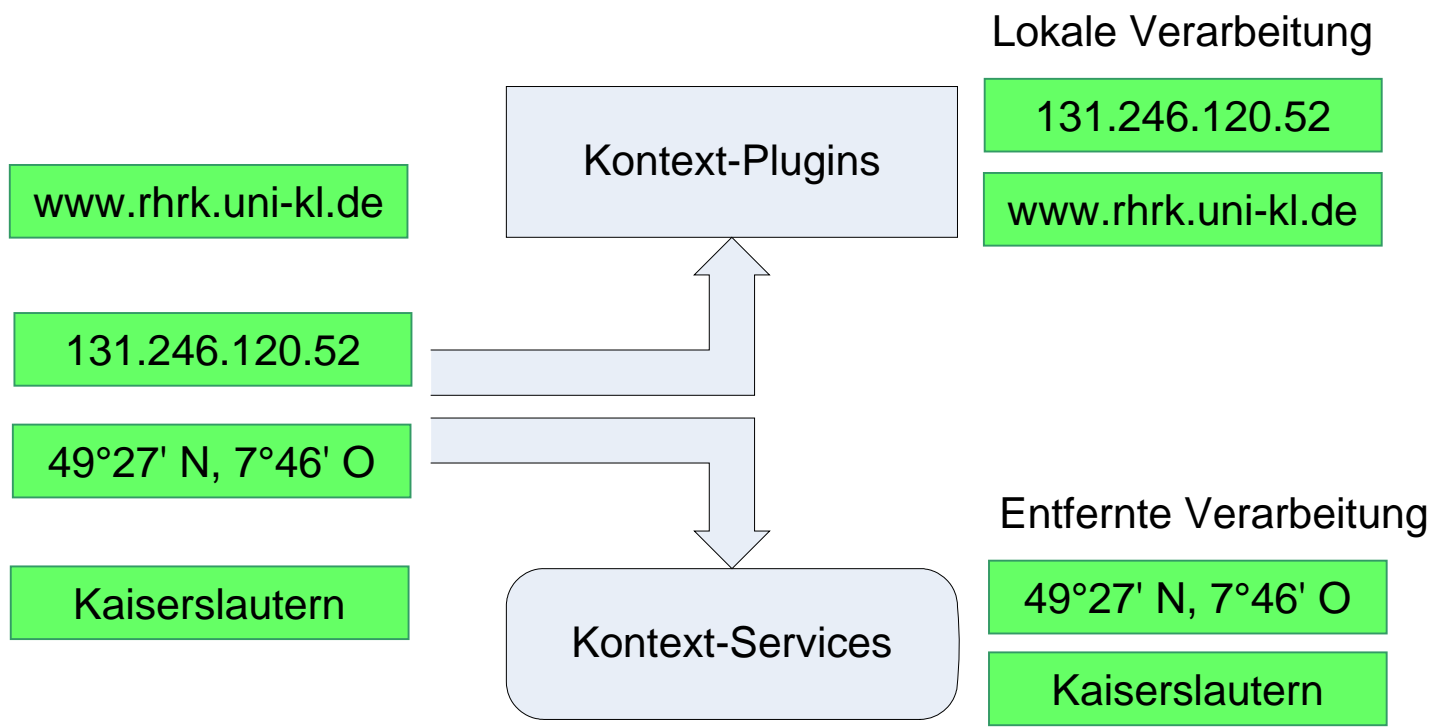 Lokale Verarbeitung
131.246.120.52
Kontext-Plugins
www.rhrk.uni-kl.de
www.rhrk.uni-kl.de
131.246.120.52
49°27' N, 7°46' O
Entfernte Verarbeitung
Kaiserslautern
49°27' N, 7°46' O
Kontext-Services
Kaiserslautern